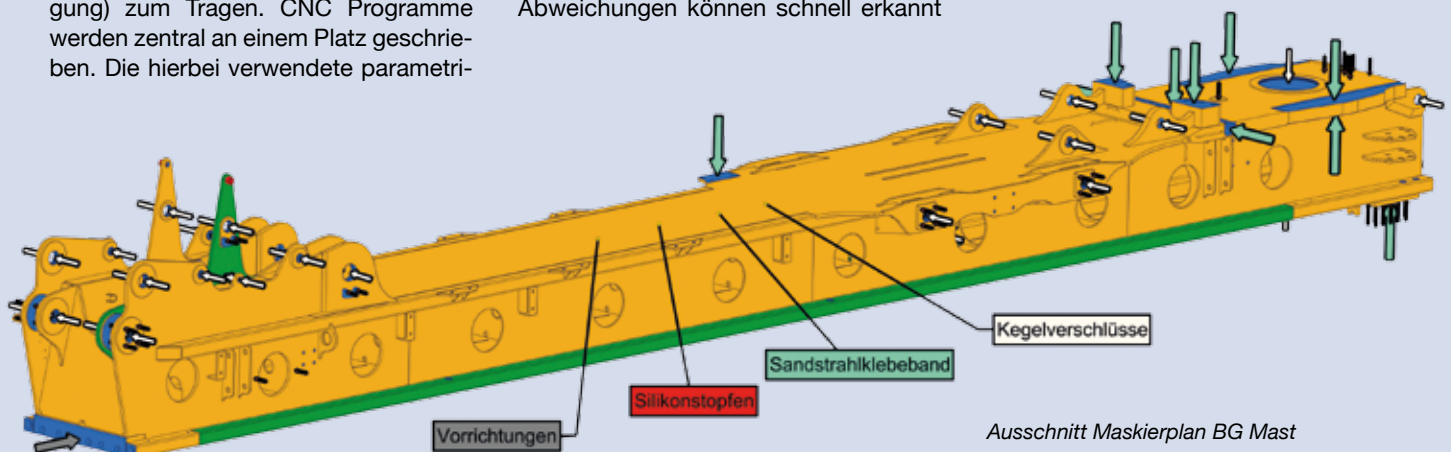 gung) zum Tragen. CNC Programme
werden zentral an einem Platz geschrie-
ben. Die hierbei verwendete parametri-
Abweichungen können schnell erkannt
Kegelverschlüsse
Sandstrahlklebeband
Silikonstopfen
Vorrichtungen
Ausschnitt Maskierplan BG Mast